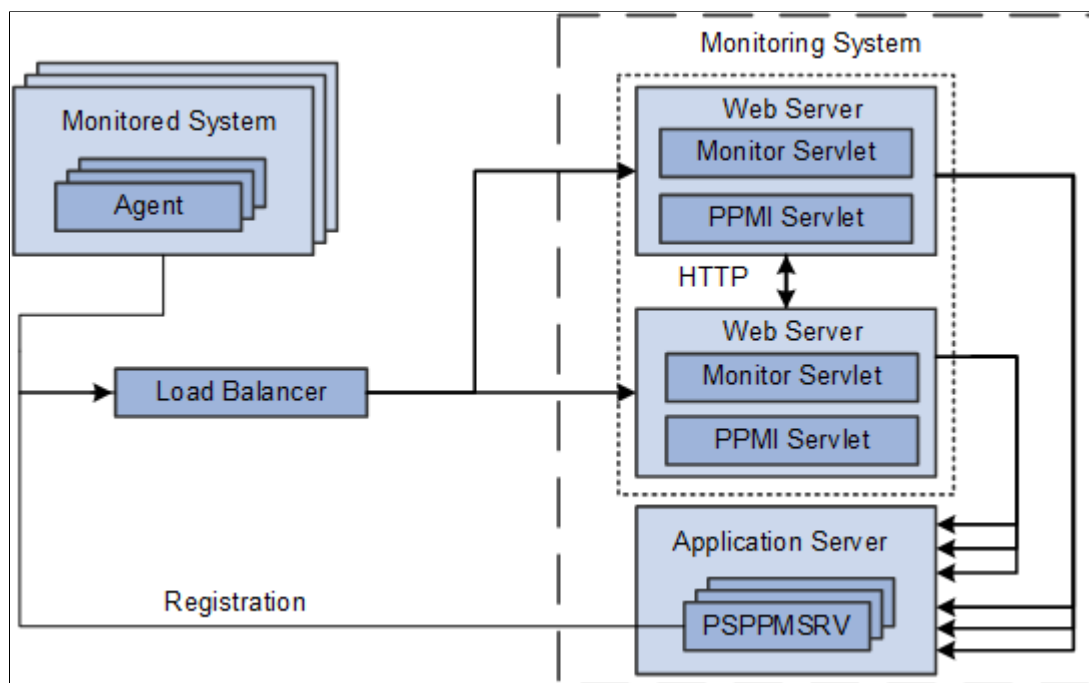 Monitoring System
Monitored System
Agent
Web Server
Monitor Servlet
PPMI Servlet
HTTP
Web Server
Monitor Servlet
PPMI Servlet
Load Balancer
Application Server
PSPPMSRV
Registration